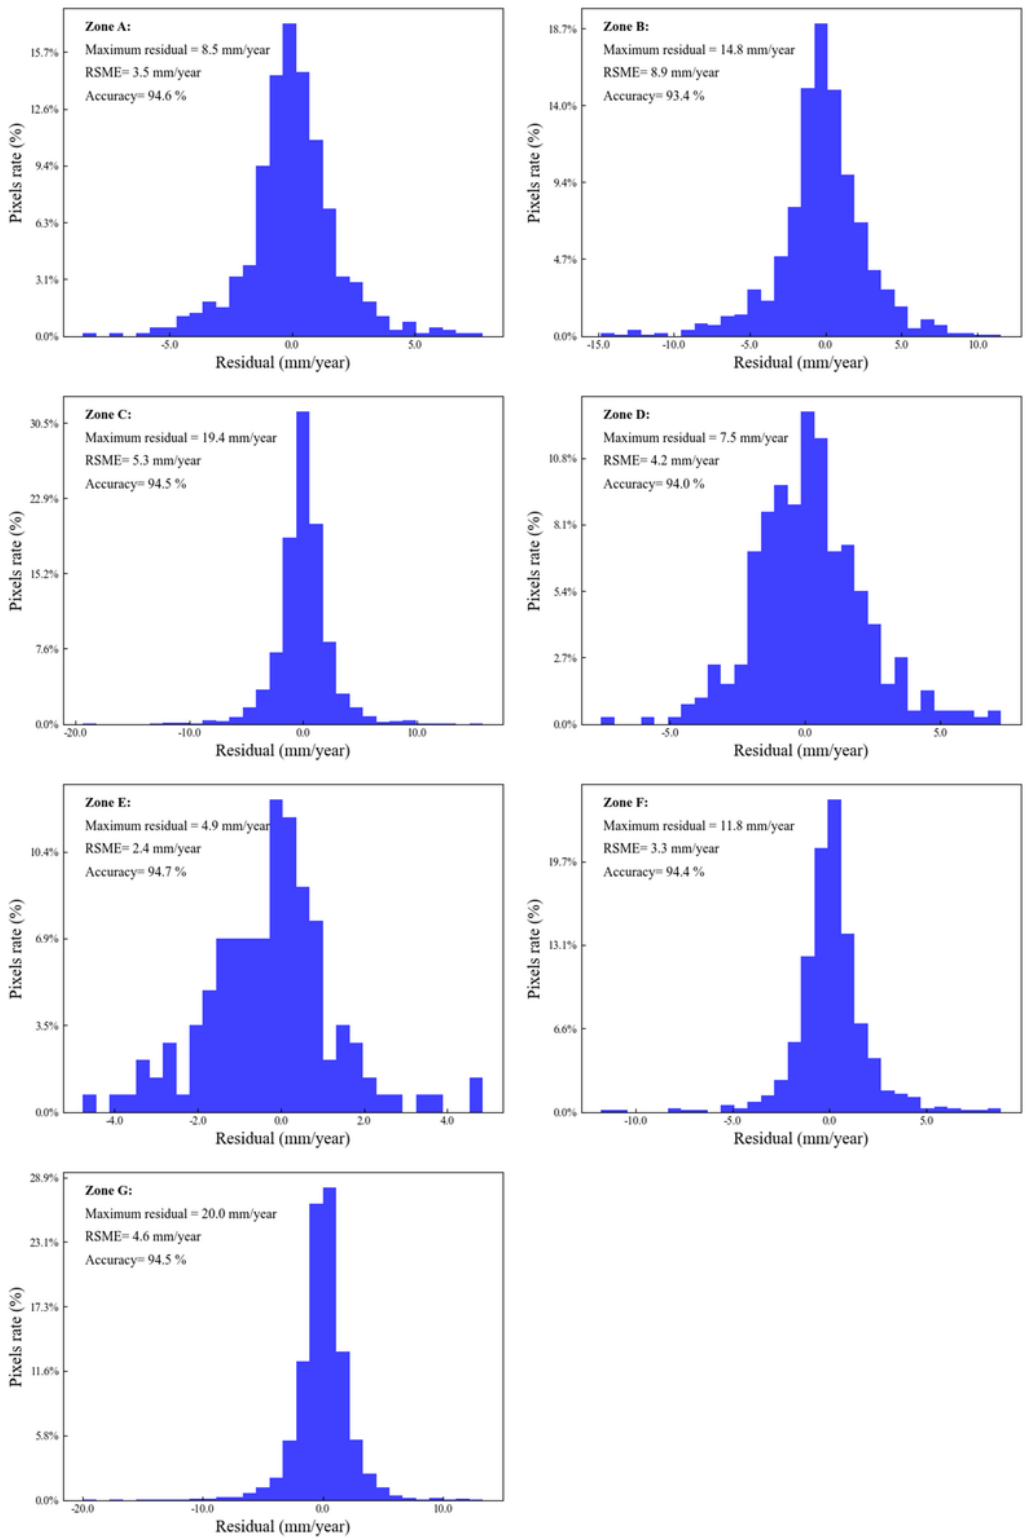 Zone A:
Maximum residual = 8.5 mm/year
RSME= 3.5 mm/year
Accuracy= 94.6 %
Pixels rate (%)
15.7%
12.6%
9.4%
6.3%
3.1%
0.0%
-5.0 0.0 5.0
Residual (mm/year)
Zone B:
Maximum residual = 14.8 mm/year
RSME= 8.9 mm/year
Accuracy= 93.4 %
Pixels rate (%)
18.7%
14.0%
9.4%
4.7%
0.0%
-15.0 -10.0 -5.0 0.0 5.0 10.0
Residual (mm/year)
Zone C:
Maximum residual = 19.4 mm/year
RSME= 5.3 mm/year
Accuracy= 94.5 %
Pixels rate (%)
30.5%
22.9%
15.2%
7.6%
0.0%
-20.0 -10.0 0.0 10.0
Residual (mm/year)
Zone D:
Maximum residual = 7.5 mm/year
RSME= 4.2 mm/year
Accuracy= 94.0 %
Pixels rate (%)
10.8%
8.1%
5.4%
2.7%
0.0%
-5.0 0.0 5.0
Residual (mm/year)
Zone E:
Maximum residual = 4.9 mm/year
RSME= 2.4 mm/year
Accuracy= 94.7 %
Pixels rate (%)
10.4%
6.9%
3.5%
0.0%
-4.0 -2.0 0.0 2.0 4.0
Residual (mm/year)
Zone F:
Maximum residual = 11.8 mm/year
RSME= 3.3 mm/year
Accuracy= 94.4 %
Pixels rate (%)
19.7%
13.1%
6.6%
0.0%
-10.0 -5.0 0.0 5.0
Residual (mm/year)
Zone G:
Maximum residual = 20.0 mm/year
RSME= 4.6 mm/year
Accuracy= 94.5 %
Pixels rate (%)
28.9%
23.1%
17.3%
11.6%
5.8%
0.0%
-20.0 -10.0 0.0 10.0
Residual (mm/year)